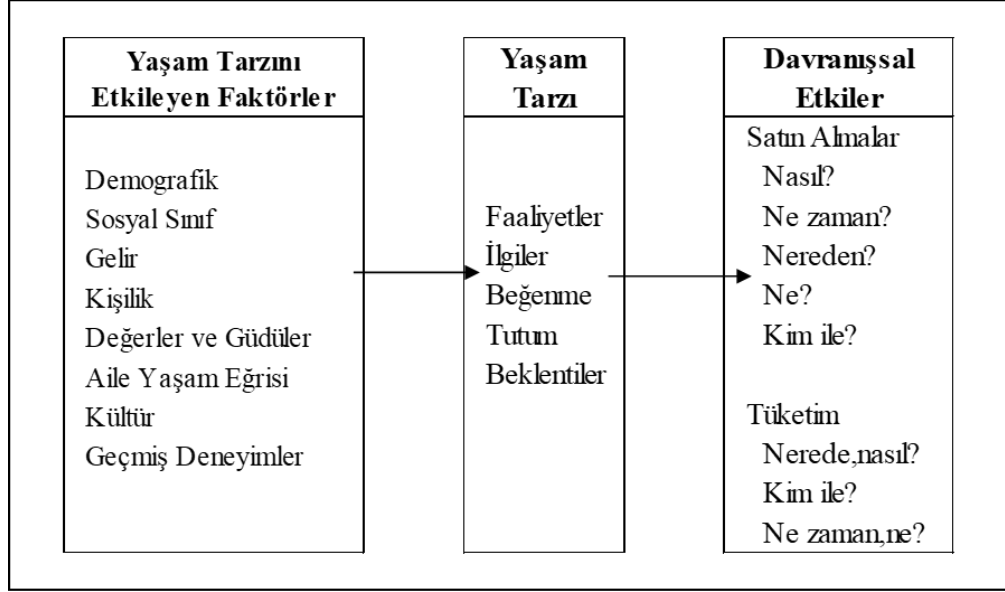 Yaşam Tarzını
Etkileyen Faktörler
Demografik
Sosyal Sınıf
Gelir
Kişilik
Değerler ve Güdüler
Aile Yaşam Eğrisi
Kültür
Geçmiş Deneyimler
Yaşam
Tarzı
Faaliyetler
İlgiler
Beğenme
Tutum
Beklentiler
Davranışsal
Etkiler
Satın Almalar
Nasıl?
Ne zaman?
Nereden?
Ne?
Kim ile?
Tüketim
Nerede,nasıl?
Kim ile?
Ne zaman,ne?